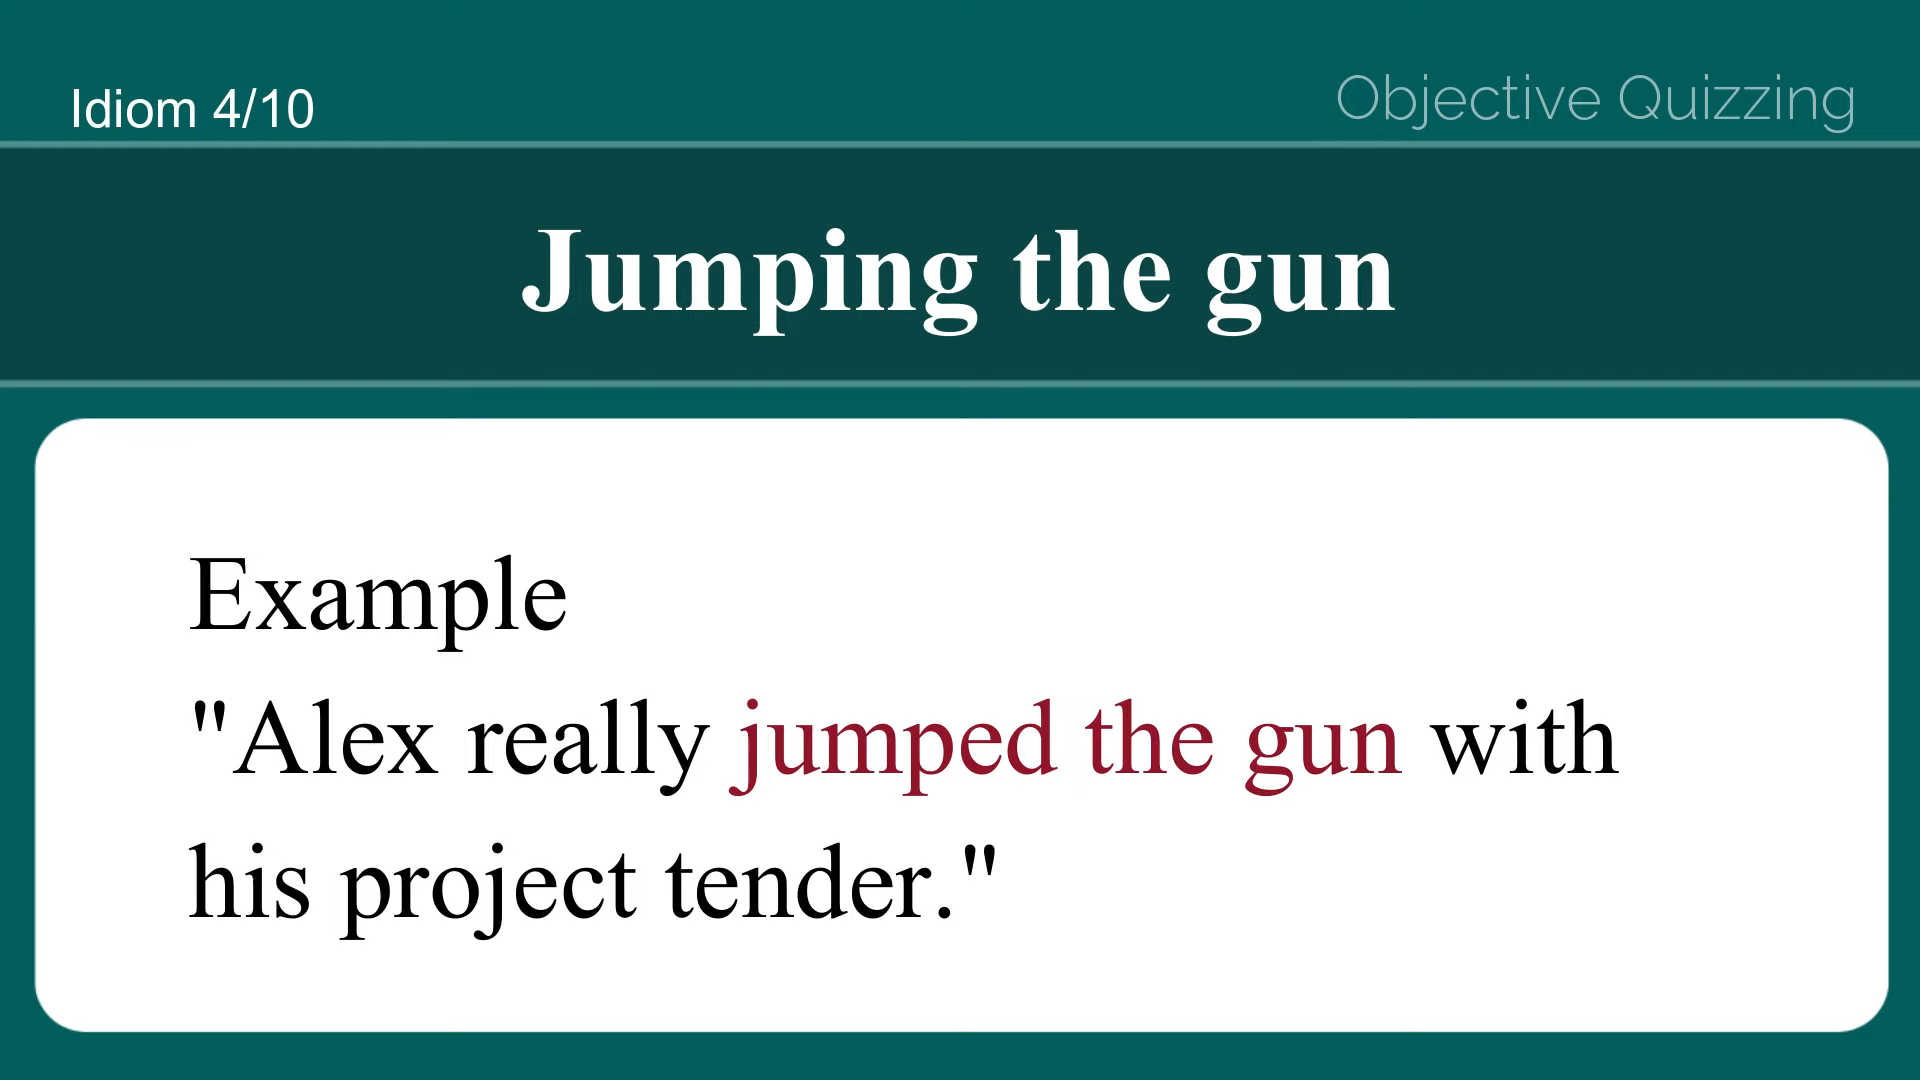 Idiom 4/10
Objective Quizzing
Jumping the gun
Example
"Alex really jumped the gun with
his project tender."